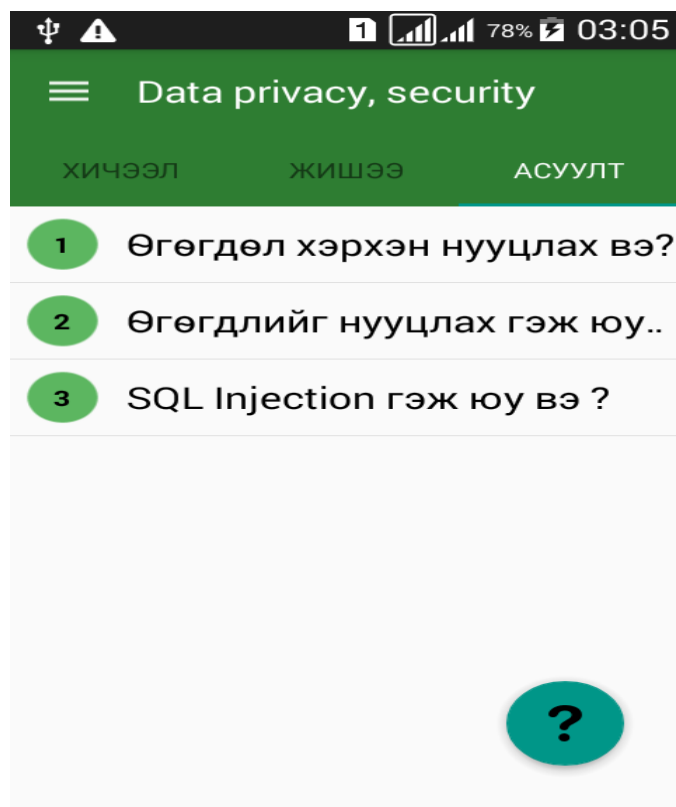 1 78% 03:05
Data privacy, security
ХИЧЭЭЛ ЖИШЭЭ АСУУЛТ
1 Өгөгдөл хэрхэн нууцлах вэ?
2 Өгөгдлийг нууцлах гэж юу..
3 SQL Injection гэж юу вэ ?
?